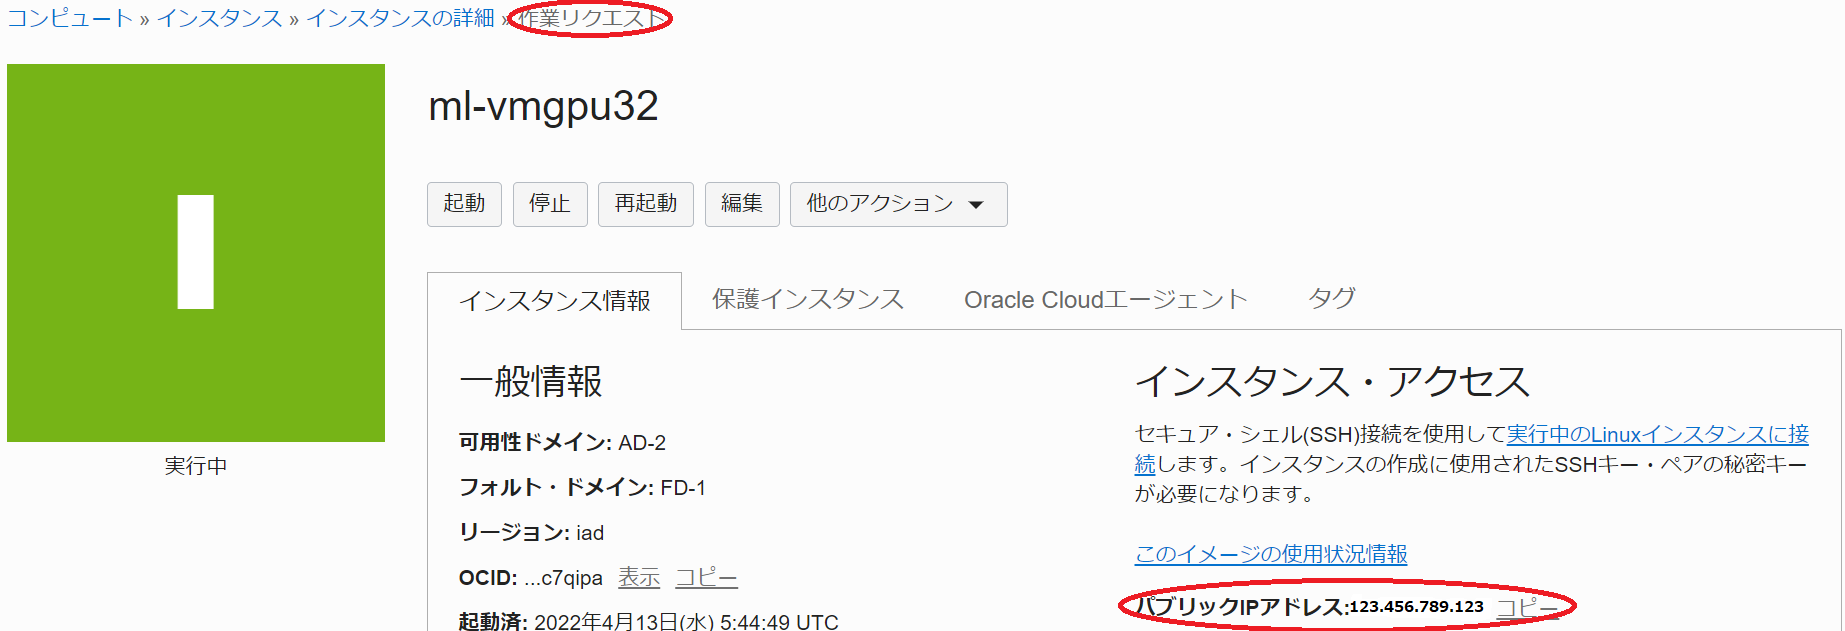 コンピュート » インスタンス » インスタンスの詳細 » 作業リクエスト
ml-vmgpu32
起動 停止 再起動 編集 他のアクション
インスタンス情報 保護インスタンス Oracle Cloudエージェント タグ
実行中
一般情報
可用性ドメイン: AD-2
フォルト・ドメイン: FD-1
リージョン: iad
OCID: ...c7qipa 表示 コピー
起動済: 2022年4月13日(水) 5:44:49 UTC
インスタンス・アクセス
セキュア・シェル(SSH)接続を使用して実行中のLinuxインスタンスに接
続します。インスタンスの作成に使用されたSSHキー・ペアの秘密キー
が必要になります。
このイメージの使用状況情報
パブリックIPアドレス:123.456.789.123 コピー